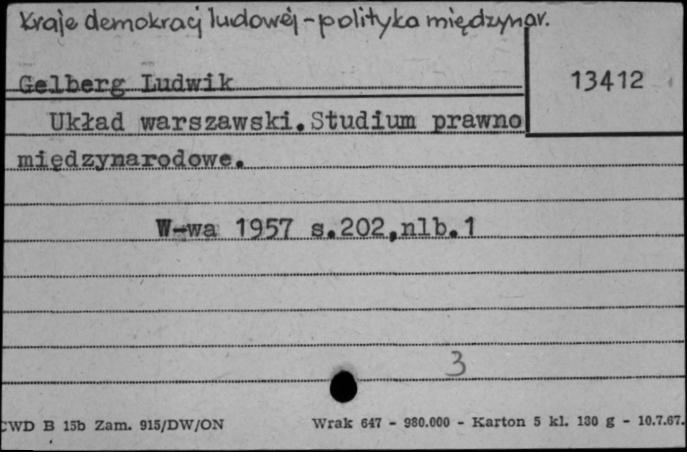 Kraje demokracj ludowej - polityka międzynar.
Gelberg Ludwik
13412
Układ warszawski. Studium prawno
międzynarodowe.
W-wa 1957 s.202,nlb.1
3
CWD B 15b Zam. 915/DW/ON
Wrak 647 - 980.000 - Karton 5 kl. 130 g - 10.7.67.